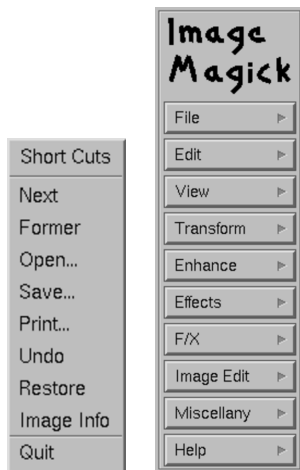 Short Cuts
Next
Former
Open...
Save...
Print...
Undo
Restore
Image Info
Quit
Image
Magick
File
Edit
View
Transform
Enhance
Effects
F/X
Image Edit
Miscellany
Help